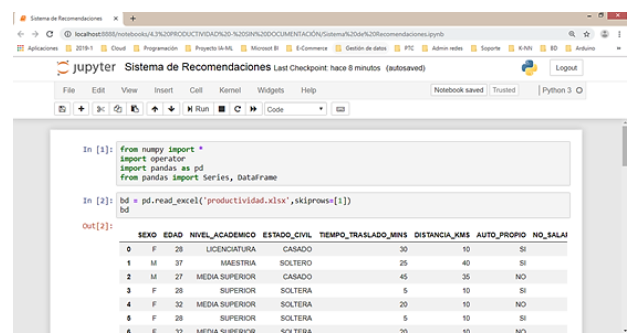 Sistema de Recomendaciones
localhost:8888/notebooks/4.3%20PRODUCTIVIDAD%20-%20SIN%20DOCUMENTACIÓN/Sistema%20de%20Recomendaciones.ipynb
Aplicaciones 2019-1 Cloud Programación Proyecto IA-ML Microsot BI E-Commerce Gestión de datos PTC Admin redes Soporte K-NN BD Arduino
jupyter Sistema de Recomendaciones Last Checkpoint: hace 8 minutos (autosaved) Logout
File Edit View Insert Cell Kernel Widgets Help Notebook saved Trusted Python 3
Run Code
In [1]: from numpy import *
import operator
import pandas as pd
from pandas import Series, DataFrame
In [2]: bd = pd.read_excel('productividad.xlsx',skiprows=[1])
bd
Out[2]:
SEXO EDAD NIVEL_ACADEMICO ESTADO_CIVIL TIEMPO_TRASLADO_MINS DISTANCIA_KMS AUTO_PROPIO NO_SALAR
0 F 28 LICENCIATURA CASADO 30 10 SI
1 M 37 MAESTRIA SOLTERO 25 40 SI
2 M 27 MEDIA SUPERIOR CASADO 45 35 NO
3 F 28 SUPERIOR SOLTERA 5 10 SI
4 F 32 MEDIA SUPERIOR SOLTERA 20 10 NO
5 F 28 SUPERIOR SOLTERA 5 10 SI
6 F 32 MEDIA SUPERIOR SOLTERA 20 10 NO